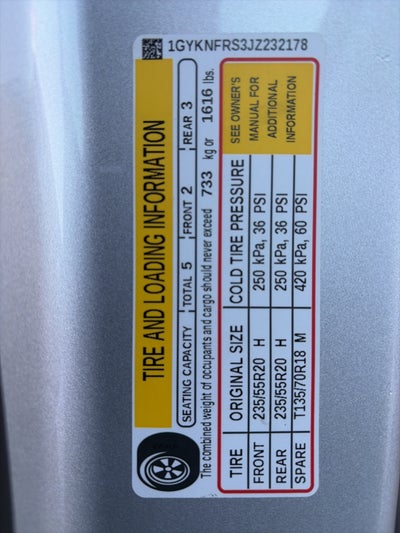 1GYKNFRS3JZ232178
TIRE AND LOADING INFORMATION
SEATING CAPACITY TOTAL 5 FRONT 2 REAR 3
The combined weight of occupants and cargo should never exceed 733 kg or 1616 lbs.
TIRE ORIGINAL SIZE COLD TIRE PRESSURE
FRONT 235/55R20 H 250 kPa, 36 PSI
REAR 235/55R20 H 250 kPa, 36 PSI
SPARE T135/70R18 M 420 kPa, 60 PSI
SEE OWNER'S
MANUAL FOR
ADDITIONAL
INFORMATION